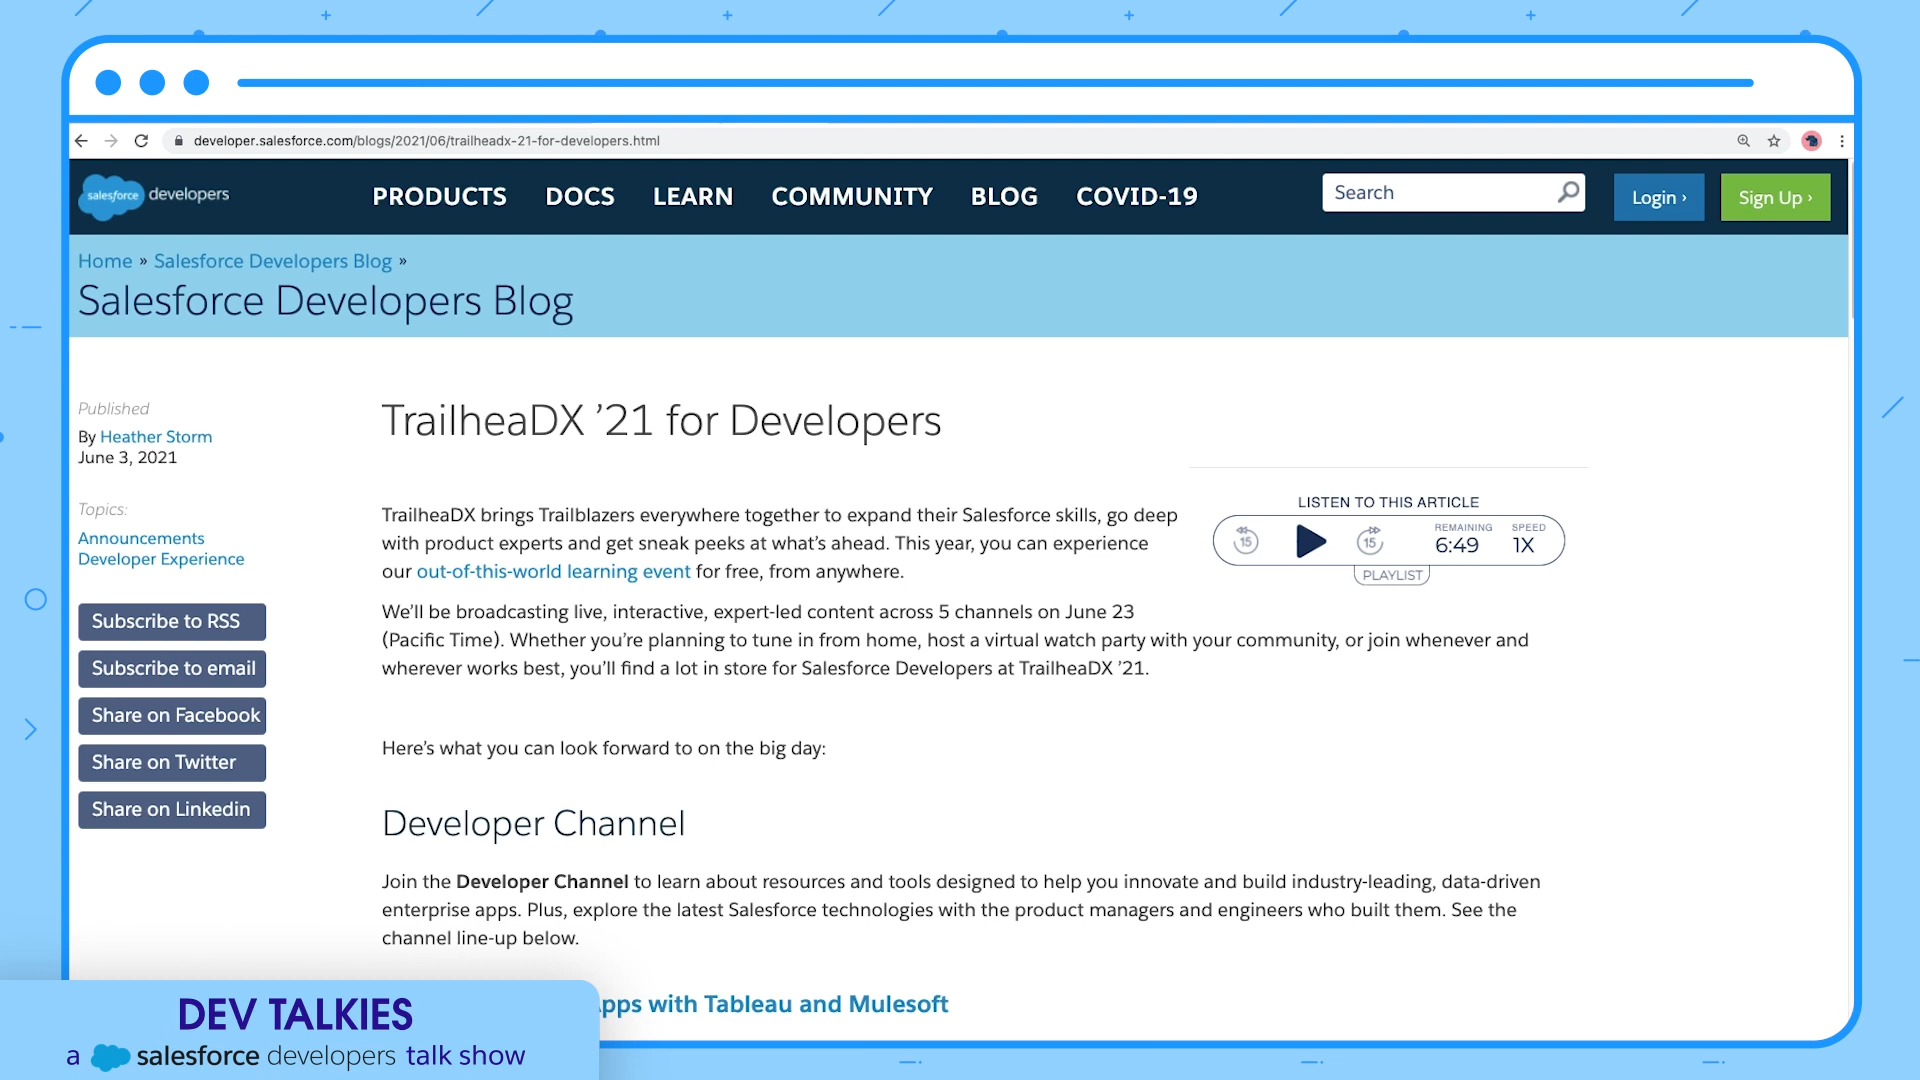 developer.salesforce.com/blogs/2021/06/trailheadx-21-for-developers.html
salesforce developers
PRODUCTS DOCS LEARN COMMUNITY BLOG COVID-19
Search
Login ›
Sign Up ›
Home » Salesforce Developers Blog »
Salesforce Developers Blog
Published
By Heather Storm
June 3, 2021
Topics:
Announcements
Developer Experience
Subscribe to RSS
Subscribe to email
Share on Facebook
Share on Twitter
Share on Linkedin
TrailheaDX ’21 for Developers
LISTEN TO THIS ARTICLE
15
15
REMAINING
6:49
SPEED
1X
PLAYLIST
TrailheaDX brings Trailblazers everywhere together to expand their Salesforce skills, go deep
with product experts and get sneak peeks at what’s ahead. This year, you can experience
our out-of-this-world learning event for free, from anywhere.
We’ll be broadcasting live, interactive, expert-led content across 5 channels on June 23
(Pacific Time). Whether you’re planning to tune in from home, host a virtual watch party with your community, or join whenever and
wherever works best, you’ll find a lot in store for Salesforce Developers at TrailheaDX ’21.
Here’s what you can look forward to on the big day:
Developer Channel
Join the Developer Channel to learn about resources and tools designed to help you innovate and build industry-leading, data-driven
enterprise apps. Plus, explore the latest Salesforce technologies with the product managers and engineers who built them. See the
channel line-up below.
pps with Tableau and Mulesoft
DEV TALKIES
a salesforce developers talk show